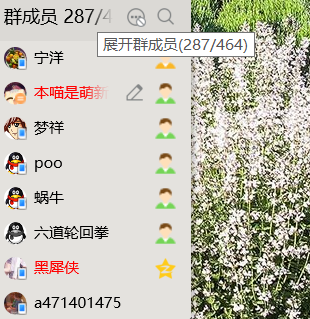 群成员 287/4
展开群成员(287/464)
宁洋
本喵是萌新
梦祥
poo
蜗牛
六道轮回拳
黑犀侠
a471401475